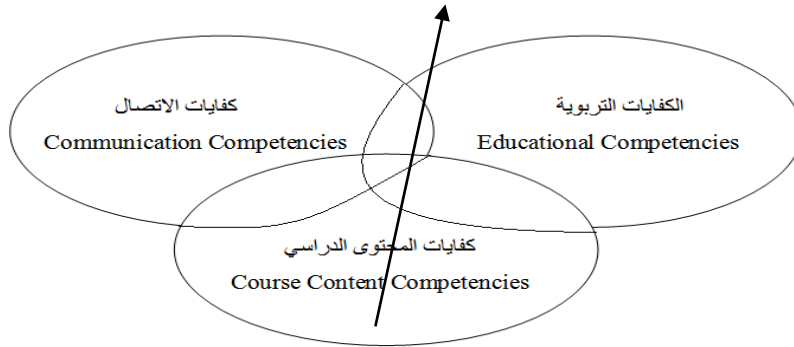 كفايات الاتصال
Communication Competencies
الكفايات التربوية
Educational Competencies
كفايات المحتوى الدراسي
Course Content Competencies